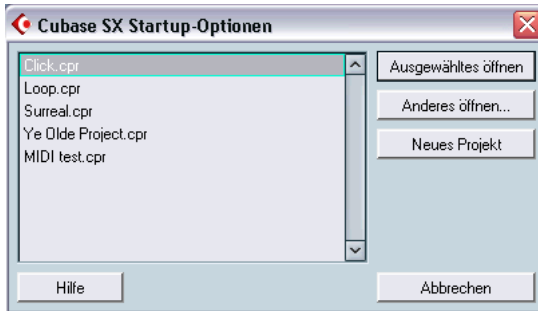 Cubase SX Startup-Optionen
Click.cpr
Loop.cpr
Surreal.cpr
Ye Olde Project.cpr
MIDI test.cpr
Ausgewähltes öffnen
Anderes öffnen...
Neues Projekt
Hilfe
Abbrechen